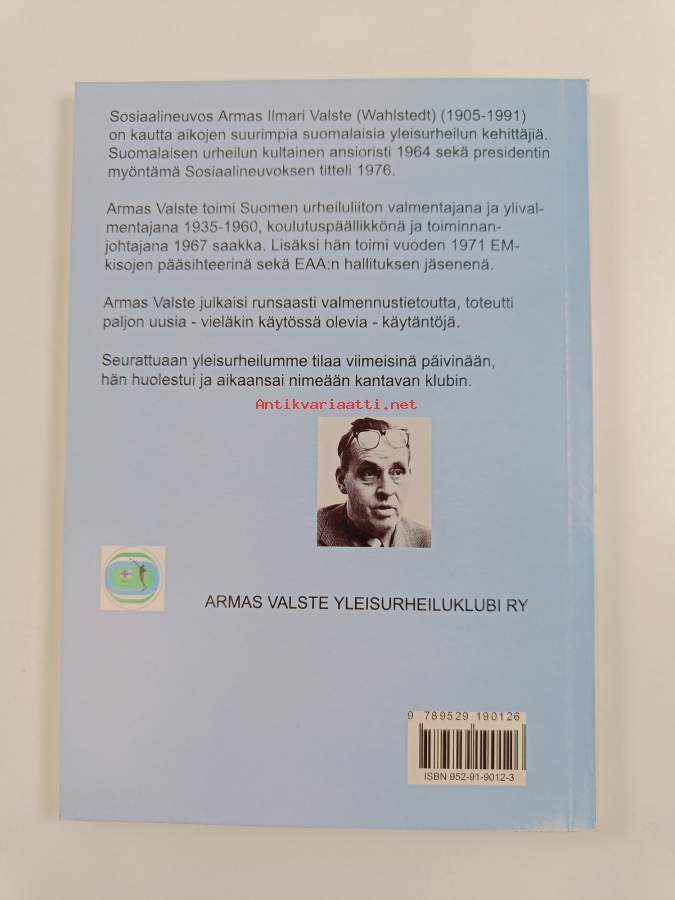 Sosiaalineuvos Armas Ilmari Valste (Wahlstedt) (1905-1991)
on kautta aikojen suurimpia suomalaisia yleisurheilun kehittäjiä.
Suomalaisen urheilun kultainen ansioristi 1964 sekä presidentin
myöntämä Sosiaalineuvoksen titteli 1976.
Armas Valste toimi Suomen urheiluliiton valmentajana ja ylival-
mentajana 1935-1960, koulutuspäällikkönä ja toiminnan-
johtajana 1967 saakka. Lisäksi hän toimi vuoden 1971 EM-
kisojen pääsihteerinä sekä EAA:n hallituksen jäsenenä.
Armas Valste julkaisi runsaasti valmennustietoutta, toteutti
paljon uusia - vieläkin käytössä olevia - käytäntöjä.
Seurattuaan yleisurheilumme tilaa viimeisinä päivinään,
hän huolestui ja aikaansai nimeään kantavan klubin.
Antikvariaatti.net
ARMAS VALSTE YLEISURHEILUKLUBI RY
9 789529 190126
ISBN 952-91-9012-3